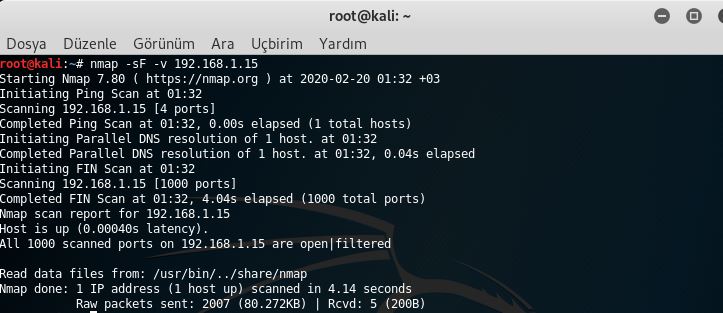 root@kali: ~
Dosya Düzenle Görünüm Ara Uçbirim Yardım
root@kali:~# nmap -sF -v 192.168.1.15
Starting Nmap 7.80 ( https://nmap.org ) at 2020-02-20 01:32 +03
Initiating Ping Scan at 01:32
Scanning 192.168.1.15 [4 ports]
Completed Ping Scan at 01:32, 0.00s elapsed (1 total hosts)
Initiating Parallel DNS resolution of 1 host. at 01:32
Completed Parallel DNS resolution of 1 host. at 01:32, 0.04s elapsed
Initiating FIN Scan at 01:32
Scanning 192.168.1.15 [1000 ports]
Completed FIN Scan at 01:32, 4.04s elapsed (1000 total ports)
Nmap scan report for 192.168.1.15
Host is up (0.00040s latency).
All 1000 scanned ports on 192.168.1.15 are open|filtered
Read data files from: /usr/bin/../share/nmap
Nmap done: 1 IP address (1 host up) scanned in 4.14 seconds
Raw packets sent: 2007 (80.272KB) | Rcvd: 5 (200B)